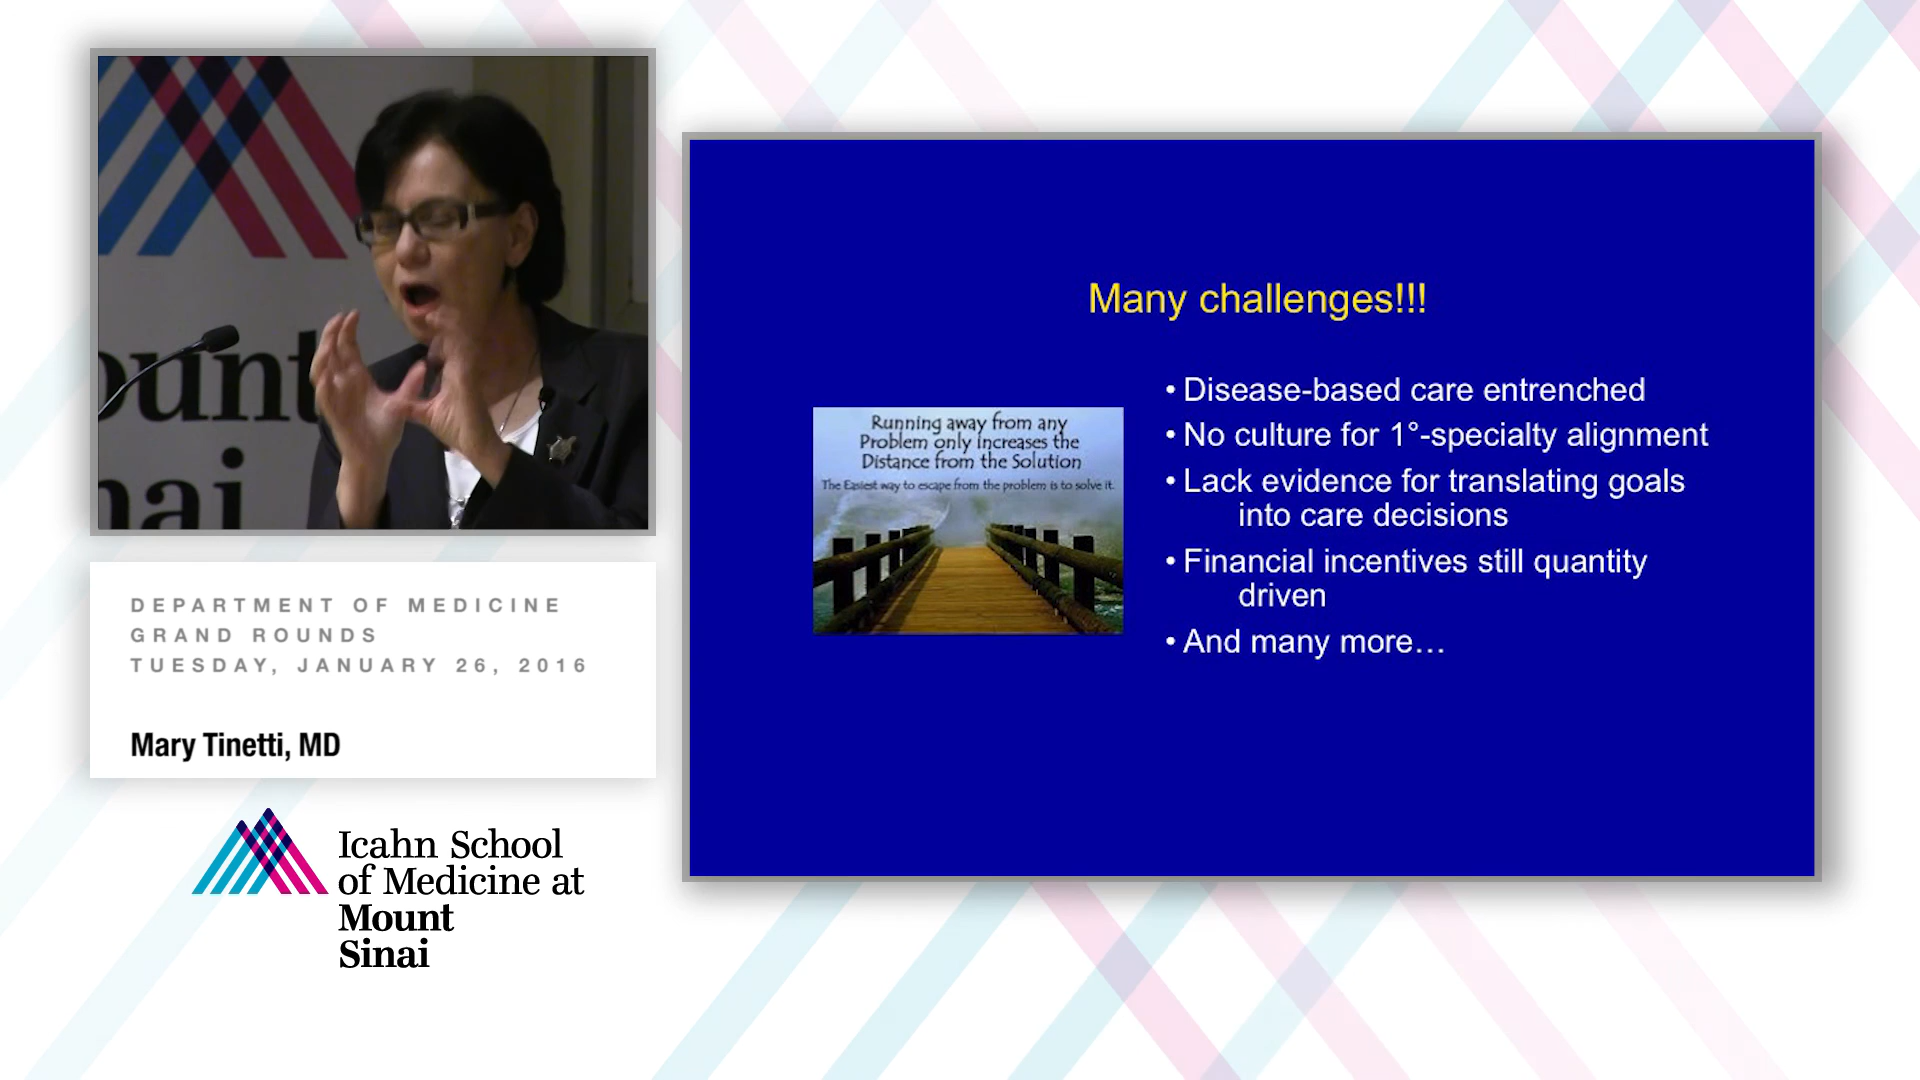 ount
nai
DEPARTMENT OF MEDICINE
GRAND ROUNDS
TUESDAY, JANUARY 26, 2016
Mary Tinetti, MD
Icahn School
of Medicine at
Mount
Sinai
Many challenges!!!
Running away from any
Problem only increases the
Distance from the Solution
The Easiest way to escape from the problem is to solve it.
• Disease-based care entrenched
• No culture for 1°-specialty alignment
• Lack evidence for translating goals
into care decisions
• Financial incentives still quantity
driven
• And many more…